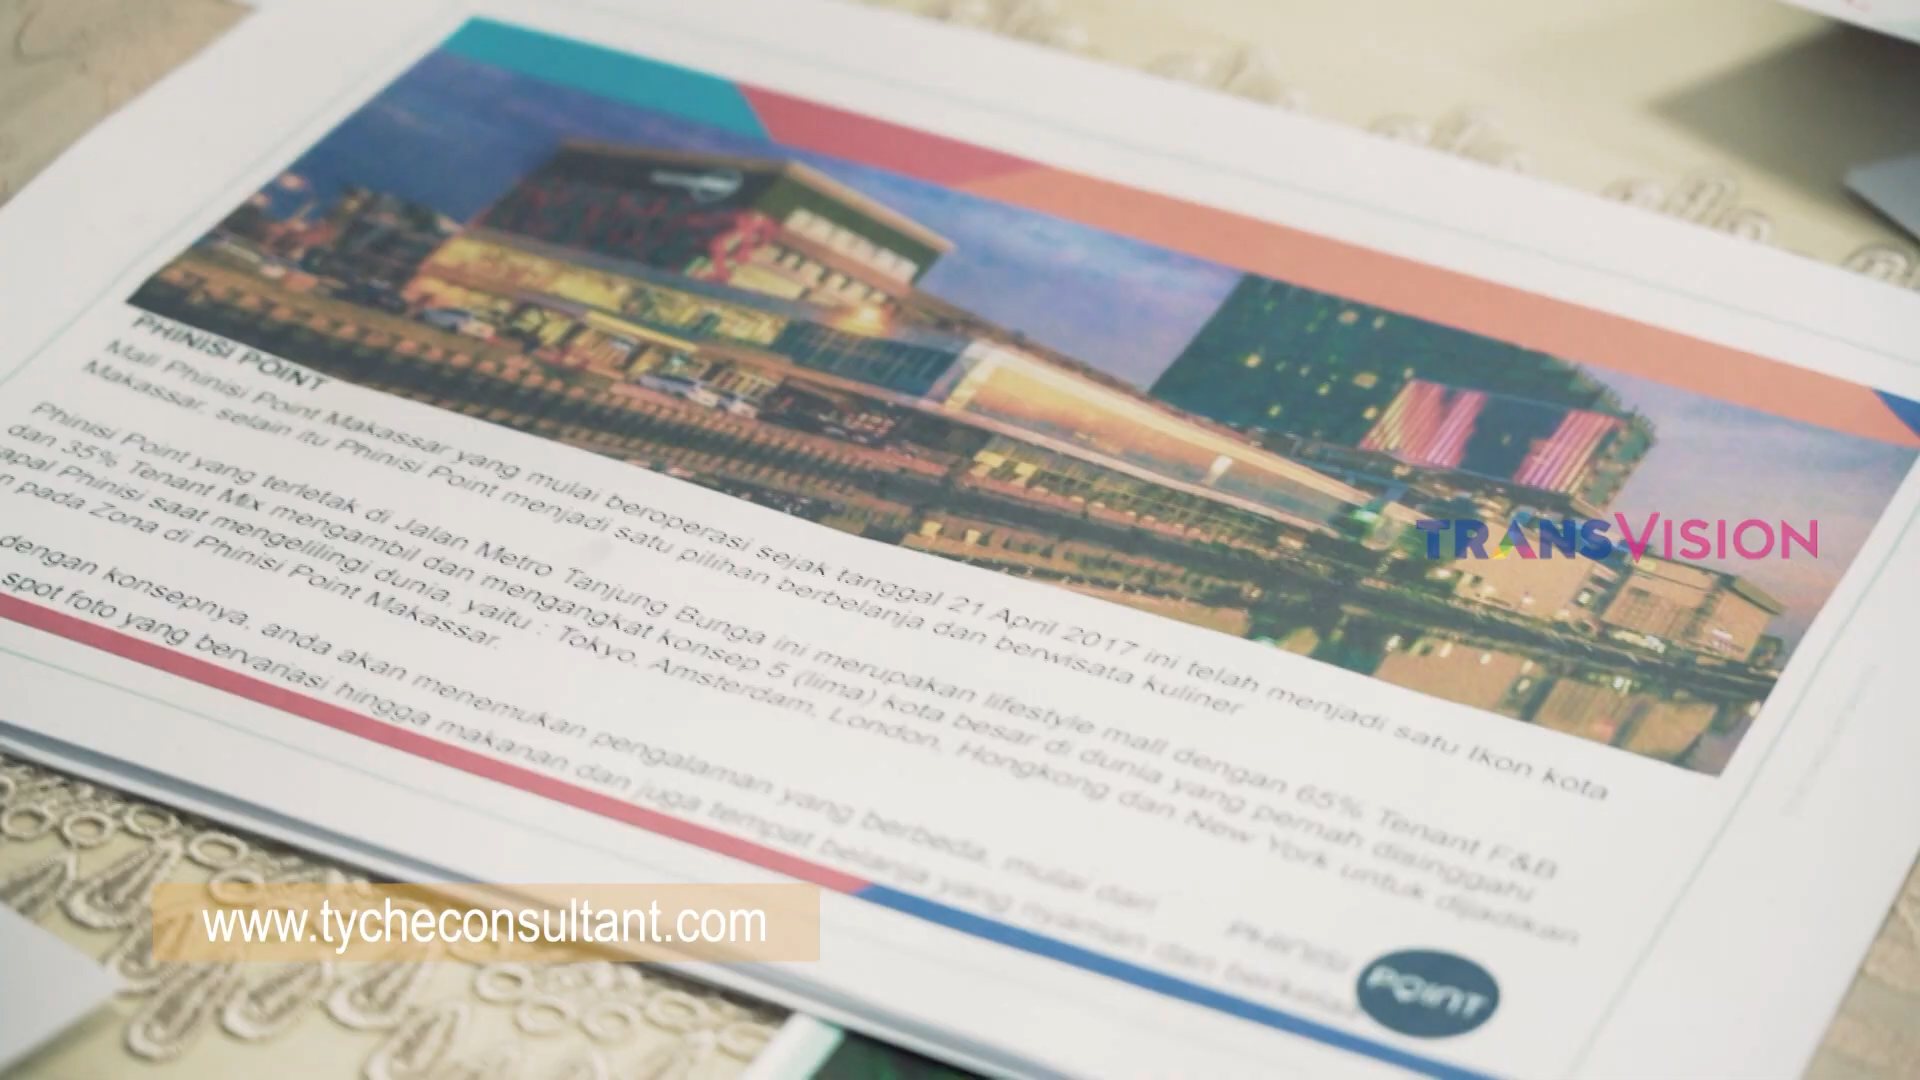 PHINISI POINT
Mall Phinisi Point Makassar yang mulai beroperasi sejak tanggal 21 April 2017 ini telah menjadi satu Ikon kota
Makassar, selain itu Phinisi Point menjadi satu pilihan berbelanja dan berwisata kuliner
Phinisi Point yang terletak di Jalan Metro Tanjung Bunga ini merupakan lifestyle mall dengan 65% Tenant F&B
dan 35% Tenant Mix mengambil dan mengangkat konsep 5 (lima) kota besar di dunia yang pernah disinggahi
apal Phinisi saat mengelilingi dunia, yaitu : Tokyo, Amsterdam, London, Hongkong dan New York untuk dijadikan
n pada Zona di Phinisi Point Makassar.
dengan konsepnya, anda akan menemukan pengalaman yang berbeda, mulai dari
spot foto yang bervariasi hingga makanan dan juga tempat belanja yang nyaman dan
PHINISI
POINT
TRANSVISION
www.tycheconsultant.com